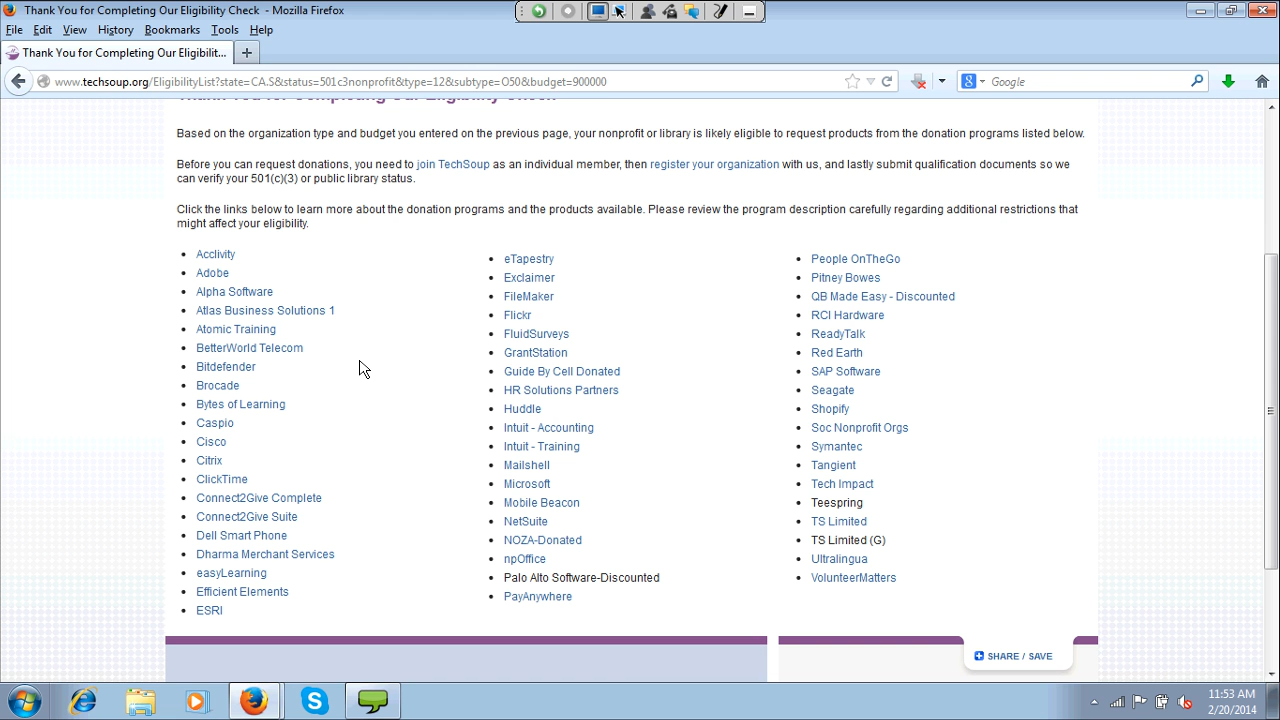 Thank You for Completing Our Eligibility Check - Mozilla Firefox
File Edit View History Bookmarks Tools Help
Thank You for Completing Our Eligibilit...
www.techsoup.org/EligibilityList?state=CA.S&status=501c3nonprofit&type=12&subtype=O50&budget=900000
Google
Thank You for Completing Our Eligibility Check
Based on the organization type and budget you entered on the previous page, your nonprofit or library is likely eligible to request products from the donation programs listed below.
Before you can request donations, you need to join TechSoup as an individual member, then register your organization with us, and lastly submit qualification documents so we
can verify your 501(c)(3) or public library status.
Click the links below to learn more about the donation programs and the products available. Please review the program description carefully regarding additional restrictions that
might affect your eligibility.
Acclivity
Adobe
Alpha Software
Atlas Business Solutions 1
Atomic Training
BetterWorld Telecom
Bitdefender
Brocade
Bytes of Learning
Caspio
Cisco
Citrix
ClickTime
Connect2Give Complete
Connect2Give Suite
Dell Smart Phone
Dharma Merchant Services
easyLearning
Efficient Elements
ESRI
eTapestry
Exclaimer
FileMaker
Flickr
FluidSurveys
GrantStation
Guide By Cell Donated
HR Solutions Partners
Huddle
Intuit - Accounting
Intuit - Training
Mailshell
Microsoft
Mobile Beacon
NetSuite
NOZA-Donated
npOffice
Palo Alto Software-Discounted
PayAnywhere
People OnTheGo
Pitney Bowes
QB Made Easy - Discounted
RCI Hardware
ReadyTalk
Red Earth
SAP Software
Seagate
Shopify
Soc Nonprofit Orgs
Symantec
Tangient
Tech Impact
Teespring
TS Limited
TS Limited (G)
Ultralingua
VolunteerMatters
SHARE / SAVE
11:53 AM
2/20/2014